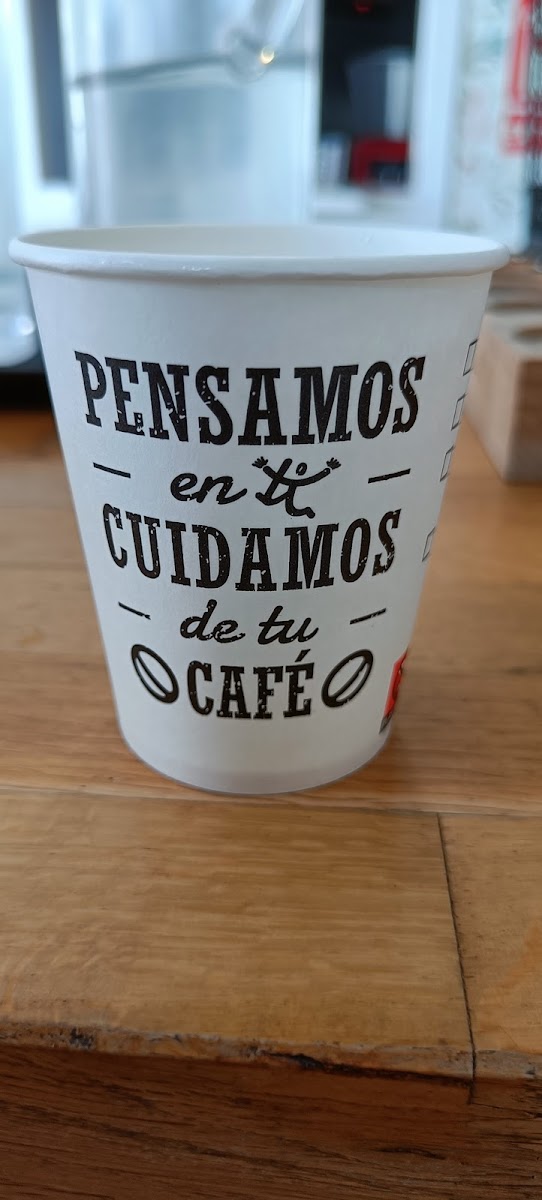 PENSAMOS
en ti
CUIDAMOS
de tu
CAFÉ